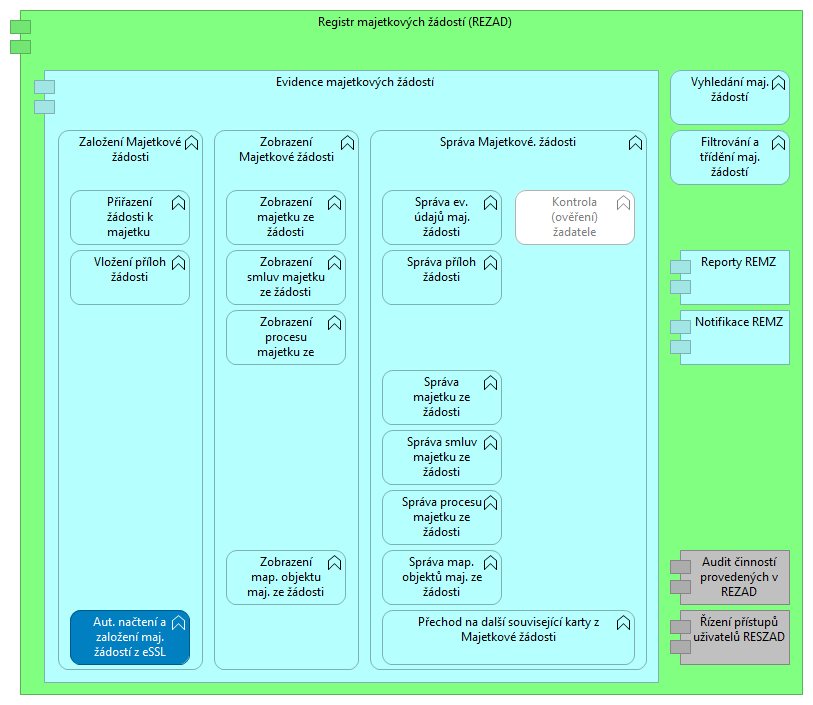 Registr majetkových žádostí (REZAD)
Evidence majetkových žádostí
Vyhledání maj.
žádostí
Filtrování a
třídění maj.
žádostí
Založení Majetkové
žádosti
Zobrazení
Majetkové žádosti
Správa Majetkové. žádosti
Přiřazení
žádosti k
majetku
Zobrazení
majetku ze
žádosti
Správa ev.
údajů maj.
žádosti
Kontrola
(ověření)
žadatele
Vložení příloh
žádosti
Zobrazení
smluv majetku
ze žádosti
Správa příloh
žádosti
Reporty REMZ
Zobrazení
procesu
majetku ze
Notifikace REMZ
Správa
majetku ze
žádosti
Správa smluv
majetku ze
žádosti
Správa procesu
majetku ze
žádosti
Zobrazení
map. objektu
maj. ze žádosti
Správa map.
objektů maj. ze
žádosti
Audit činností
provedených v
REZAD
Aut. načtení a
založení maj.
žádostí z eSSL
Přechod na další související karty z
Majetkové žádosti
Řízení přístupů
uživatelů RESZAD